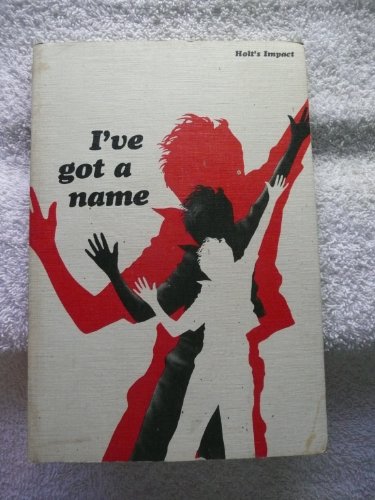 Holt's Impact
I've
got a
name